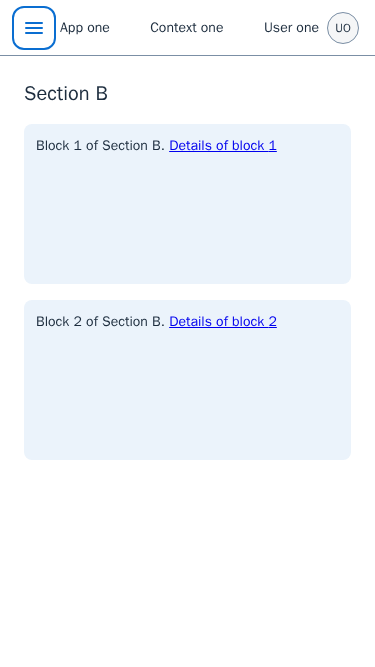 App one Context one User one UO
Section B
Block 1 of Section B. Details of block 1
Block 2 of Section B. Details of block 2